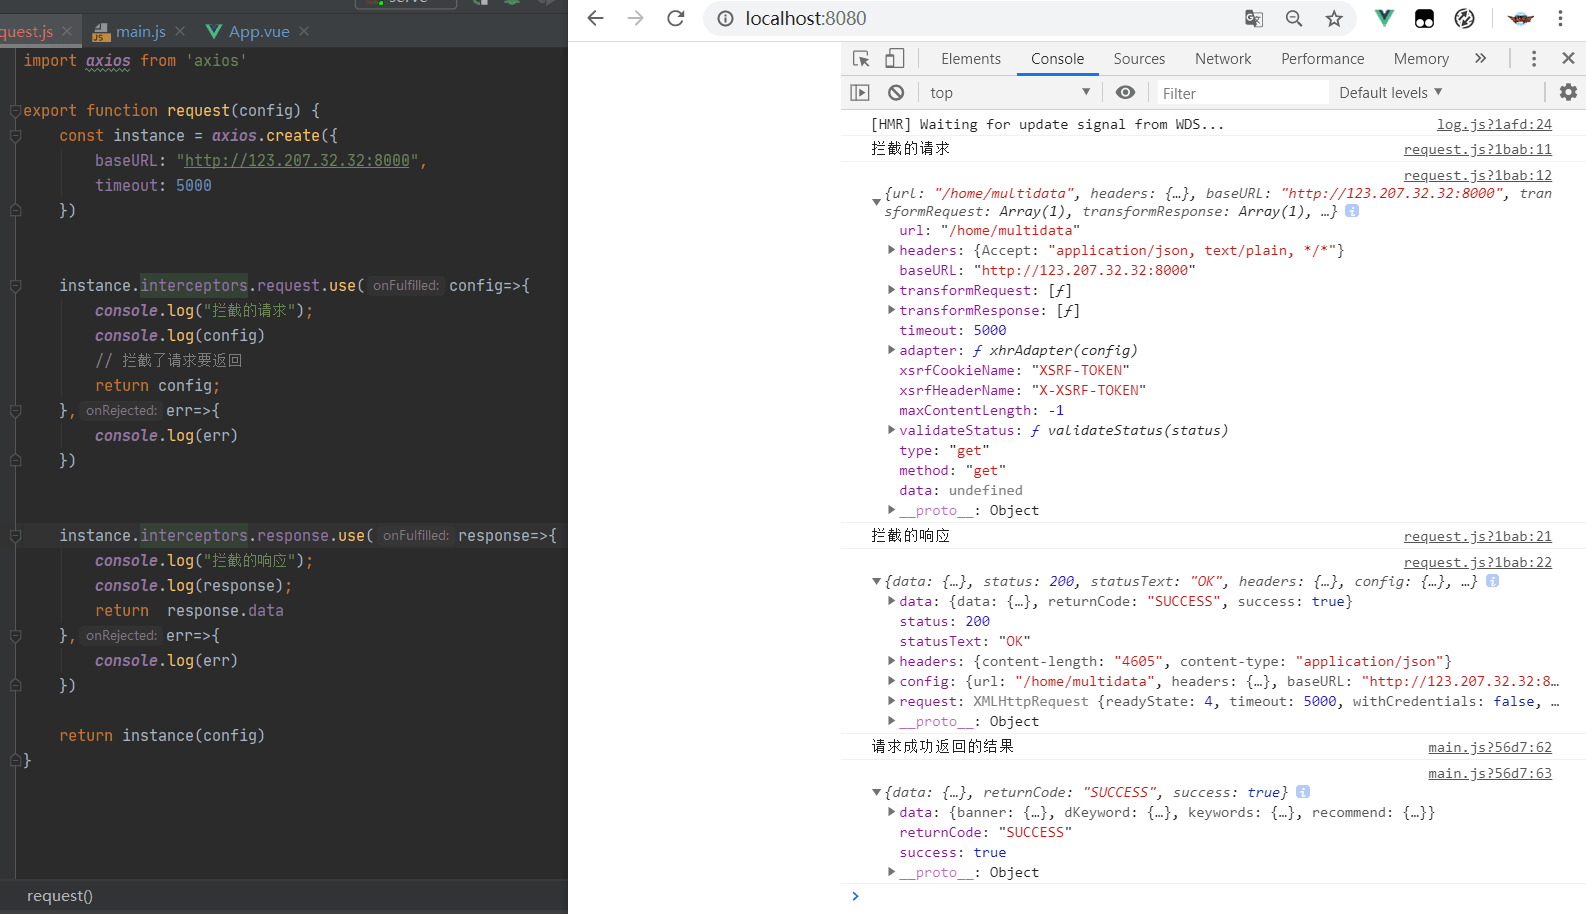 serve
quest.js
main.js
App.vue
import axios from 'axios'
export function request(config) {
const instance = axios.create({
baseURL: "http://123.207.32.32:8000",
timeout: 5000
})
instance.interceptors.request.use( onFulfilled: config=>{
console.log("拦截的请求");
console.log(config)
// 拦截了请求要返回
return config;
}, onRejected: err=>{
console.log(err)
})
instance.interceptors.response.use( onFulfilled: response=>{
console.log("拦截的响应");
console.log(response);
return response.data
}, onRejected: err=>{
console.log(err)
})
return instance(config)
}
request()
localhost:8080
Elements Console Sources Network Performance Memory »
top Filter Default levels
[HMR] Waiting for update signal from WDS... log.js?1afd:24
拦截的请求 request.js?1bab:11
request.js?1bab:12
{url: "/home/multidata", headers: {…}, baseURL: "http://123.207.32.32:8000", tran
sformRequest: Array(1), transformResponse: Array(1), …}
url: "/home/multidata"
headers: {Accept: "application/json, text/plain, */*"}
baseURL: "http://123.207.32.32:8000"
transformRequest: [ƒ]
transformResponse: [ƒ]
timeout: 5000
adapter: ƒ xhrAdapter(config)
xsrfCookieName: "XSRF-TOKEN"
xsrfHeaderName: "X-XSRF-TOKEN"
maxContentLength: -1
validateStatus: ƒ validateStatus(status)
type: "get"
method: "get"
data: undefined
__proto__: Object
拦截的响应 request.js?1bab:21
request.js?1bab:22
{data: {…}, status: 200, statusText: "OK", headers: {…}, config: {…}, …}
data: {data: {…}, returnCode: "SUCCESS", success: true}
status: 200
statusText: "OK"
headers: {content-length: "4605", content-type: "application/json"}
config: {url: "/home/multidata", headers: {…}, baseURL: "http://123.207.32.32:8…
request: XMLHttpRequest {readyState: 4, timeout: 5000, withCredentials: false, …
__proto__: Object
请求成功返回的结果 main.js?56d7:62
main.js?56d7:63
{data: {…}, returnCode: "SUCCESS", success: true}
data: {banner: {…}, dKeyword: {…}, keywords: {…}, recommend: {…}}
returnCode: "SUCCESS"
success: true
__proto__: Object